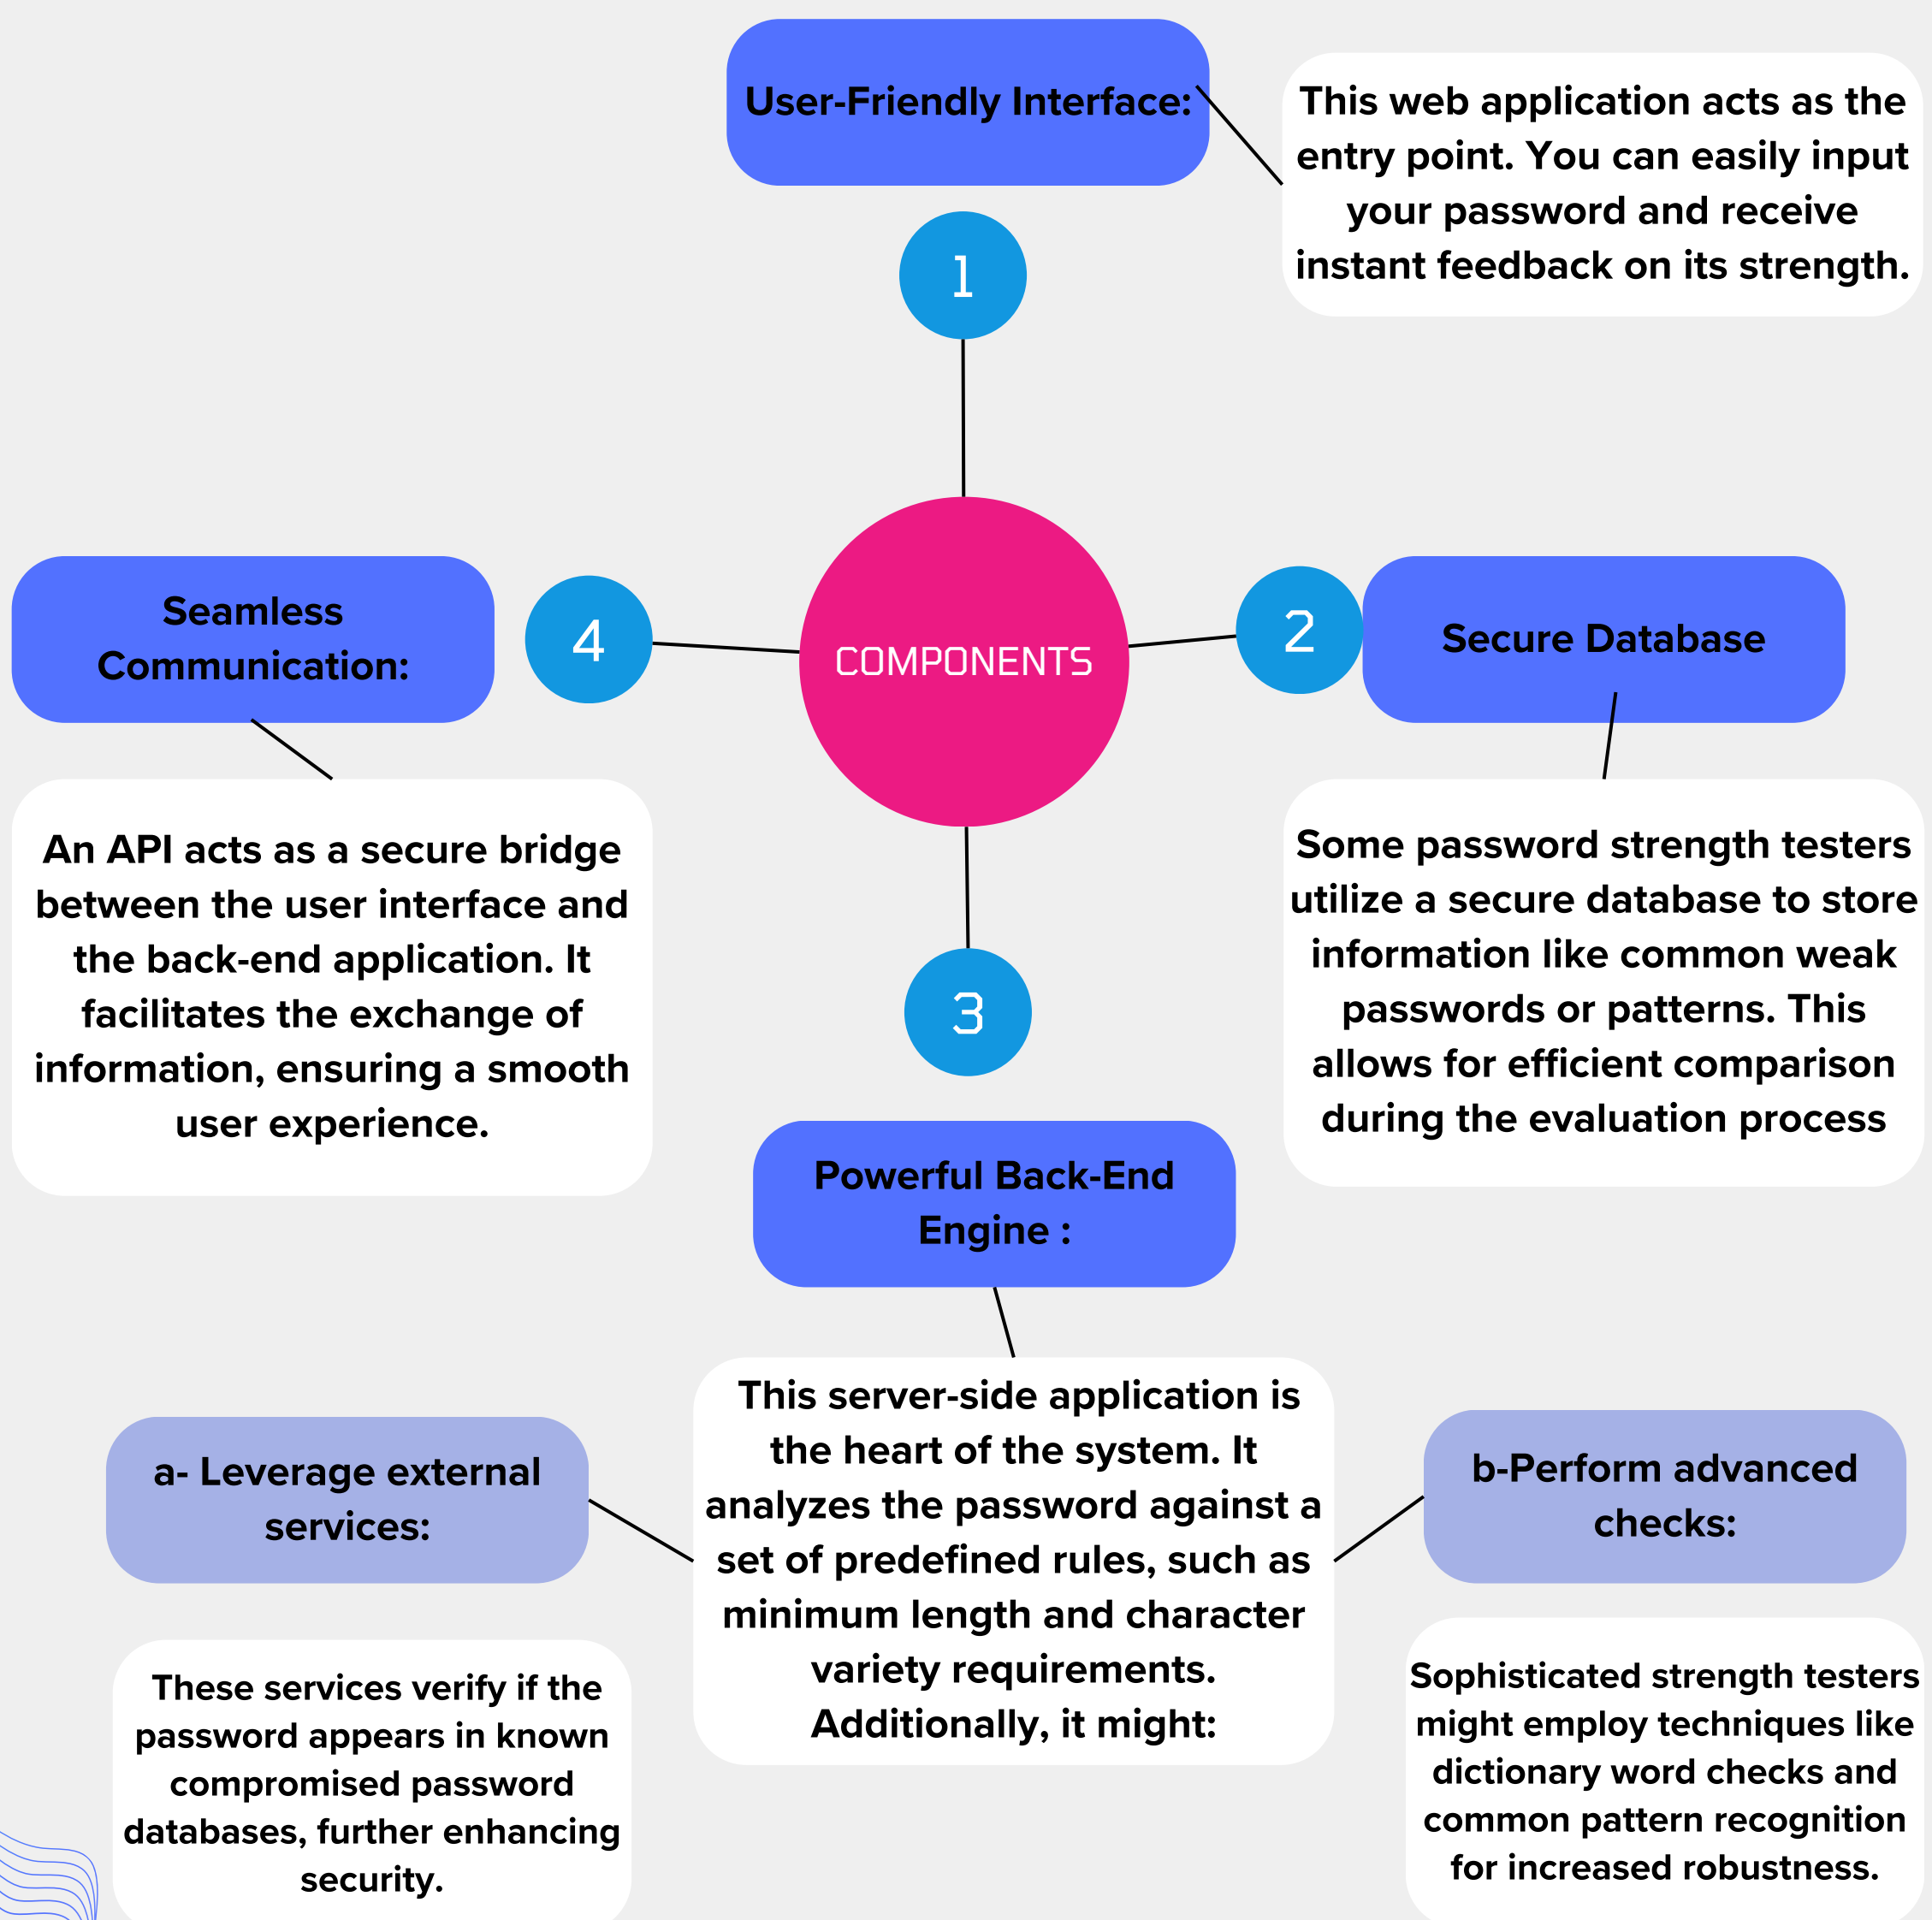 User-Friendly Interface:
This web application acts as the
entry point. You can easily input
your password and receive
instant feedback on its strength.
1
COMPONENTS
2
Secure Database
Some password strength testers
utilize a secure database to store
information like common weak
passwords or patterns. This
allows for efficient comparison
during the evaluation process
3
Powerful Back-End
Engine :
This server-side application is
the heart of the system. It
analyzes the password against a
set of predefined rules, such as
minimum length and character
variety requirements.
Additionally, it might:
a- Leverage external
services:
These services verify if the
password appears in known
compromised password
databases, further enhancing
security.
b-Perform advanced
checks:
Sophisticated strength testers
might employ techniques like
dictionary word checks and
common pattern recognition
for increased robustness.
4
Seamless
Communication:
An API acts as a secure bridge
between the user interface and
the back-end application. It
facilitates the exchange of
information, ensuring a smooth
user experience.